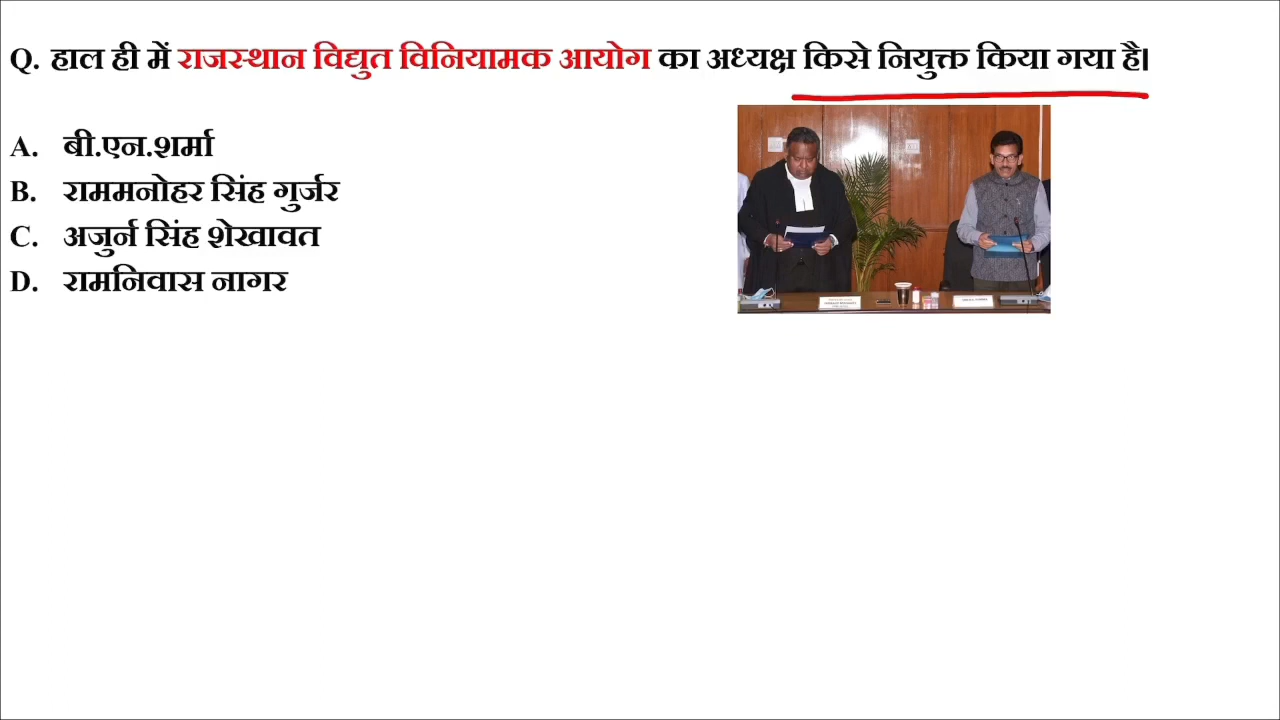 Q. हाल ही में राजस्थान विद्युत विनियामक आयोग का अध्यक्ष किसे नियुक्त किया गया है।
A. बी.एन.शर्मा
B. राममनोहर सिंह गुर्जर
C. अजुर्न सिंह शेखावत
D. रामनिवास नागर